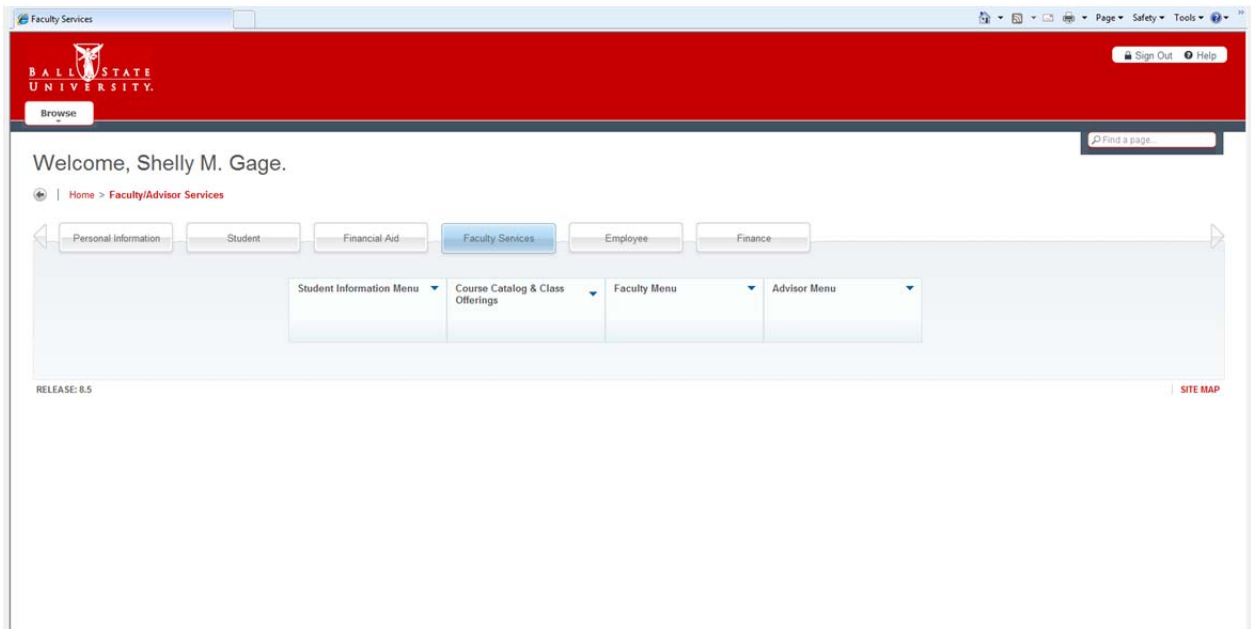 Faculty Services
Page Safety Tools
»
BALL STATE
UNIVERSITY.
Sign Out Help
Browse
Find a page...
Welcome, Shelly M. Gage.
Home > Faculty/Advisor Services
Personal Information Student Financial Aid Faculty Services Employee Finance
Student Information Menu Course Catalog & Class Faculty Menu Advisor Menu
Offerings
RELEASE: 8.5 SITE MAP